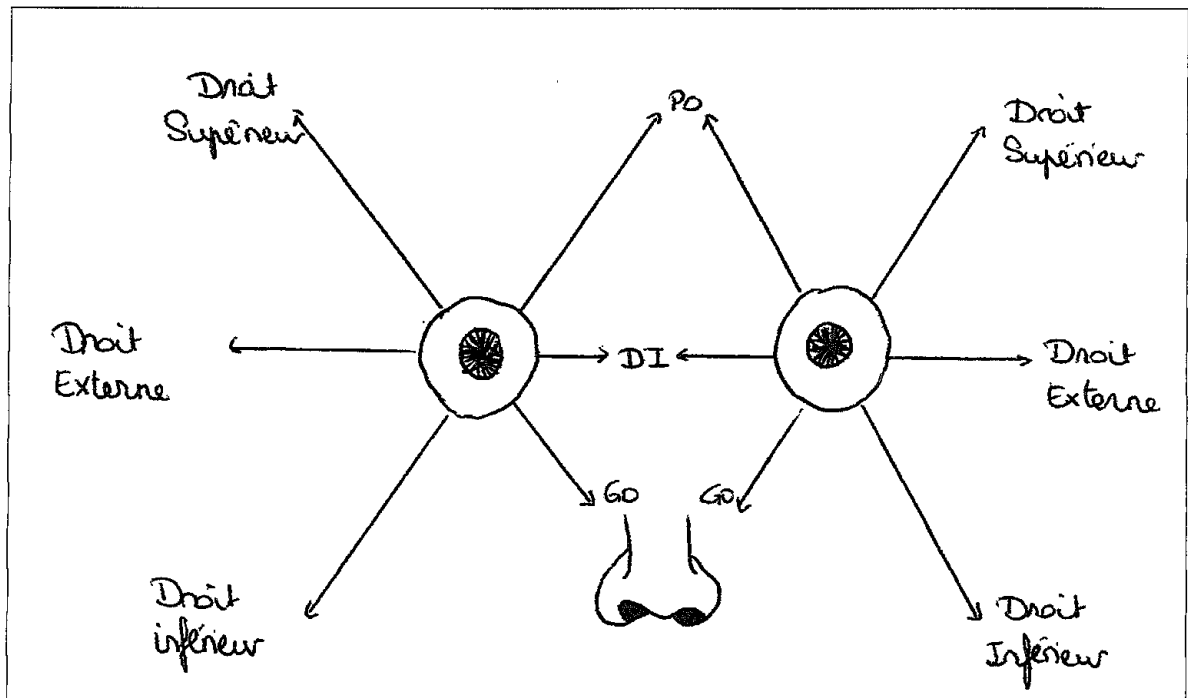 Droit
Supérieur
PO
Droit
Supérieur
Droit
Externe
DI
Droit
Externe
GO
GO
Droit
inférieur
Droit
Inférieur